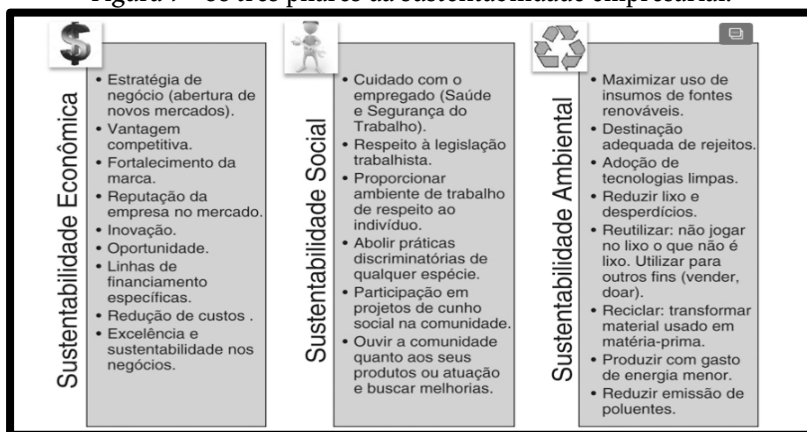 Figura 7 – Os três pilares da sustentabilidade empresarial.
$
Sustentabilidade Econômica
• Estratégia de
negócio (abertura de
novos mercados).
• Vantagem
competitiva.
• Fortalecimento da
marca.
• Reputação da
empresa no mercado.
• Inovação.
• Oportunidade.
• Linhas de
financiamento
específicas.
• Redução de custos .
• Excelência e
sustentabilidade nos
negócios.
Sustentabilidade Social
• Cuidado com o
empregado (Saúde
e Segurança do
Trabalho).
• Respeito à legislação
trabalhista.
• Proporcionar
ambiente de trabalho
de respeito ao
indivíduo.
• Abolir práticas
discriminatórias de
qualquer espécie.
• Participação em
projetos de cunho
social na comunidade.
• Ouvir a comunidade
quanto aos seus
produtos ou atuação
e buscar melhorias.
Sustentabilidade Ambiental
• Maximizar uso de
insumos de fontes
renováveis.
• Destinação
adequada de rejeitos.
• Adoção de
tecnologias limpas.
• Reduzir lixo e
desperdícios.
• Reutilizar: não jogar
no lixo o que não é
lixo. Utilizar para
outros fins (vender,
doar).
• Reciclar: transformar
material usado em
matéria-prima.
• Produzir com gasto
de energia menor.
• Reduzir emissão de
poluentes.